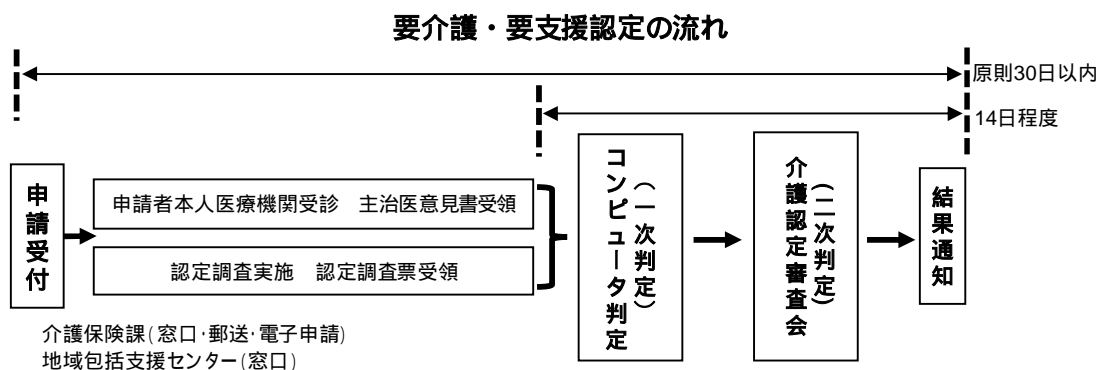 要介護・要支援認定の流れ
原則30日以内
14日程度
申請受付
申請者本人医療機関受診　主治医意見書受領
認定調査実施　認定調査票受領
コンピュータ判定
（一次判定）
介護認定審査会
（二次判定）
結果通知
介護保険課(窓口･郵送･電子申請)
地域包括支援センター(窓口)